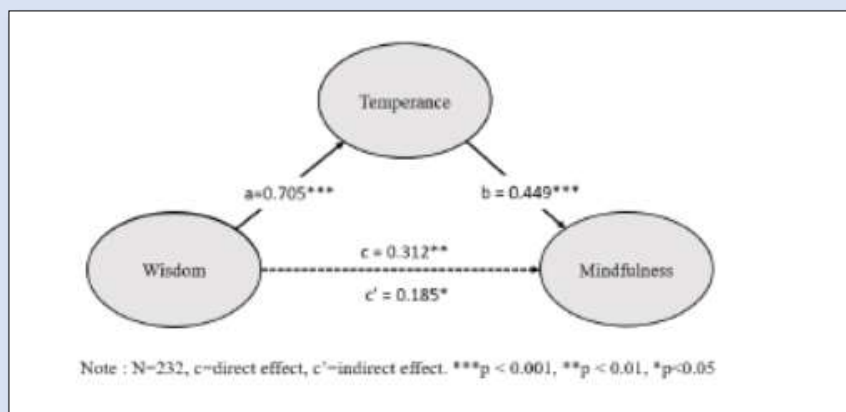 Temperance
a=0.705***
b = 0.449***
c = 0.312**
Wisdom
Mindfulness
c' = 0.185*
Note : N=232, c=direct effect, c'=indirect effect. ***p < 0.001, **p < 0.01, *p<0.05